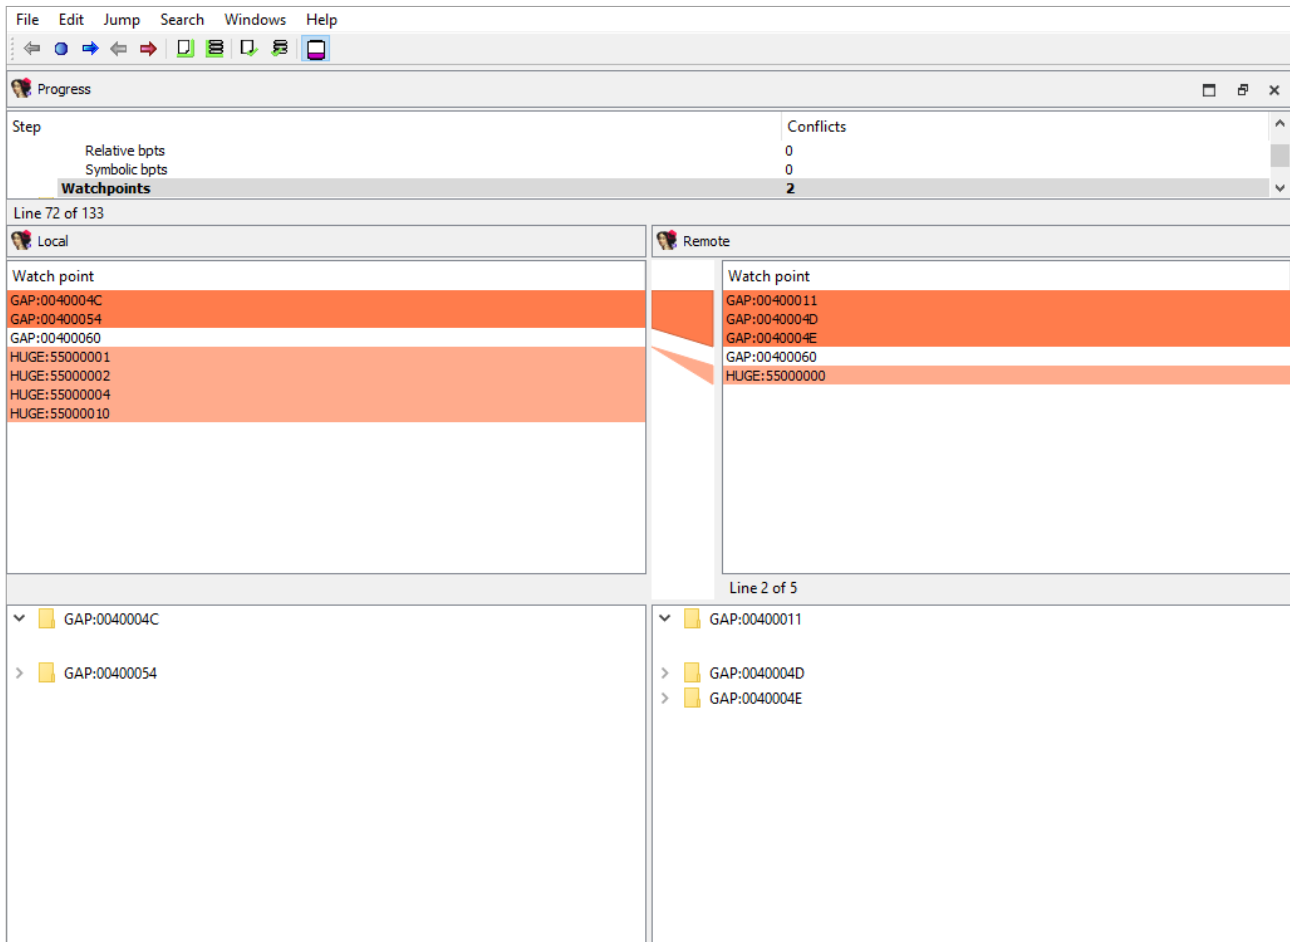 File Edit Jump Search Windows Help
Progress
Step Conflicts
Relative bpts 0
Symbolic bpts 0
Watchpoints 2
Line 72 of 133
Local Remote
Watch point Watch point
GAP:0040004C GAP:00400011
GAP:00400054 GAP:0040004D
GAP:00400060 GAP:0040004E
HUGE:55000001 GAP:00400060
HUGE:55000002 HUGE:55000000
HUGE:55000004
HUGE:55000010
Line 2 of 5
GAP:0040004C GAP:00400011
GAP:00400054 GAP:0040004D
GAP:0040004E